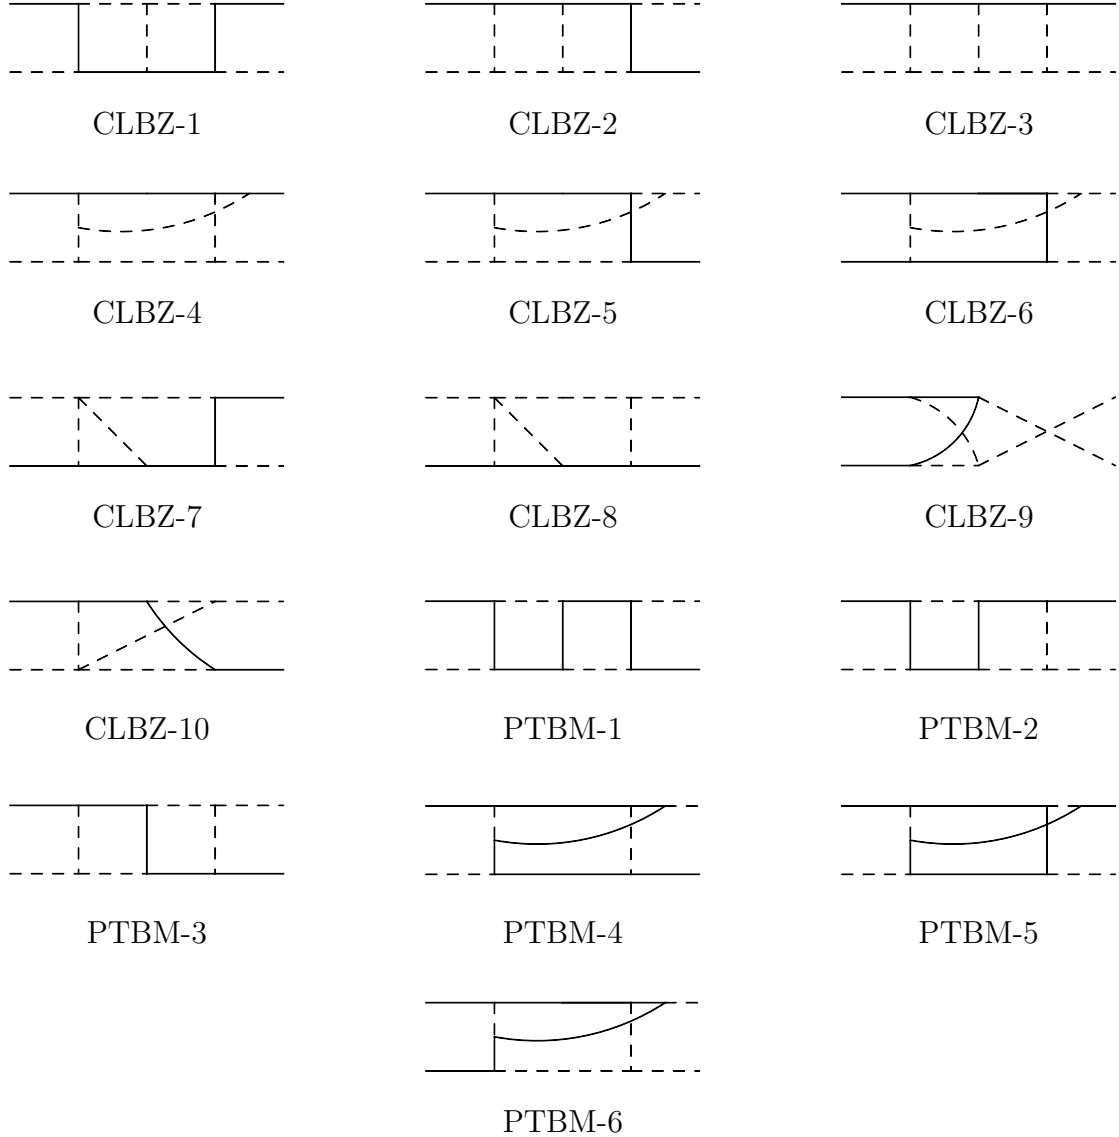 CLBZ-1 CLBZ-2 CLBZ-3
CLBZ-4 CLBZ-5 CLBZ-6
CLBZ-7 CLBZ-8 CLBZ-9
CLBZ-10 PTBM-1 PTBM-2
PTBM-3 PTBM-4 PTBM-5
PTBM-6